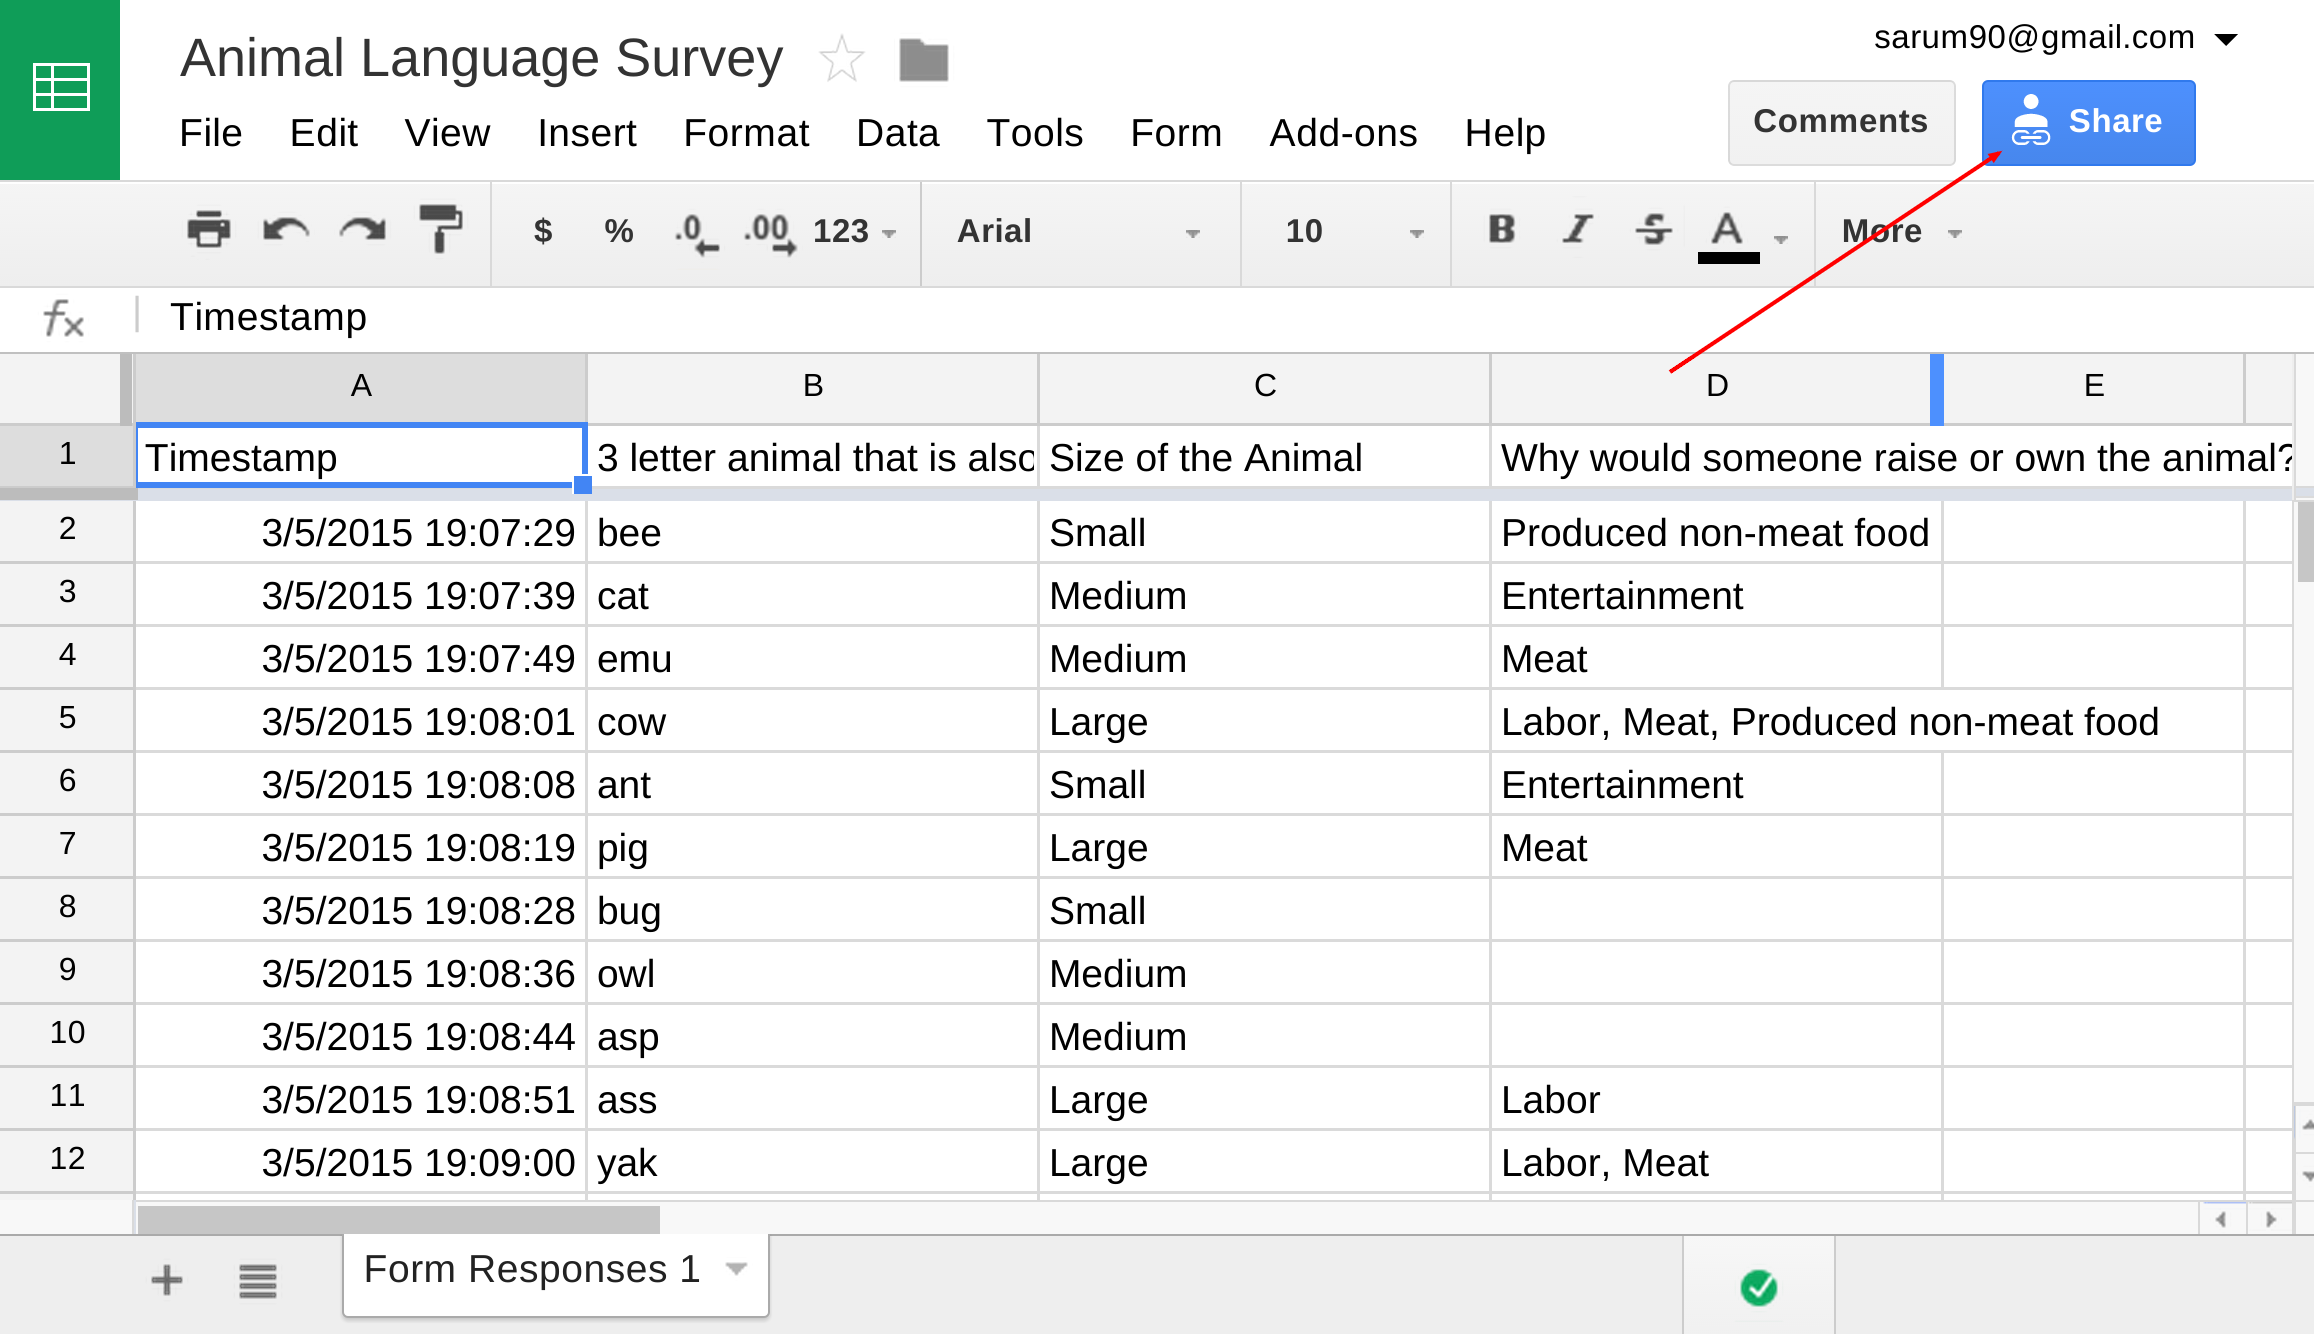 Animal Language Survey
sarum90@gmail.com
File Edit View Insert Format Data Tools Form Add-ons Help
Comments Share
$ % .0 .00 123 Arial 10 B I S A More
fx Timestamp
A B C D E
1 Timestamp 3 letter animal that is also Size of the Animal Why would someone raise or own the animal?
2 3/5/2015 19:07:29 bee Small Produced non-meat food
3 3/5/2015 19:07:39 cat Medium Entertainment
4 3/5/2015 19:07:49 emu Medium Meat
5 3/5/2015 19:08:01 cow Large Labor, Meat, Produced non-meat food
6 3/5/2015 19:08:08 ant Small Entertainment
7 3/5/2015 19:08:19 pig Large Meat
8 3/5/2015 19:08:28 bug Small
9 3/5/2015 19:08:36 owl Medium
10 3/5/2015 19:08:44 asp Medium
11 3/5/2015 19:08:51 ass Large Labor
12 3/5/2015 19:09:00 yak Large Labor, Meat
Form Responses 1